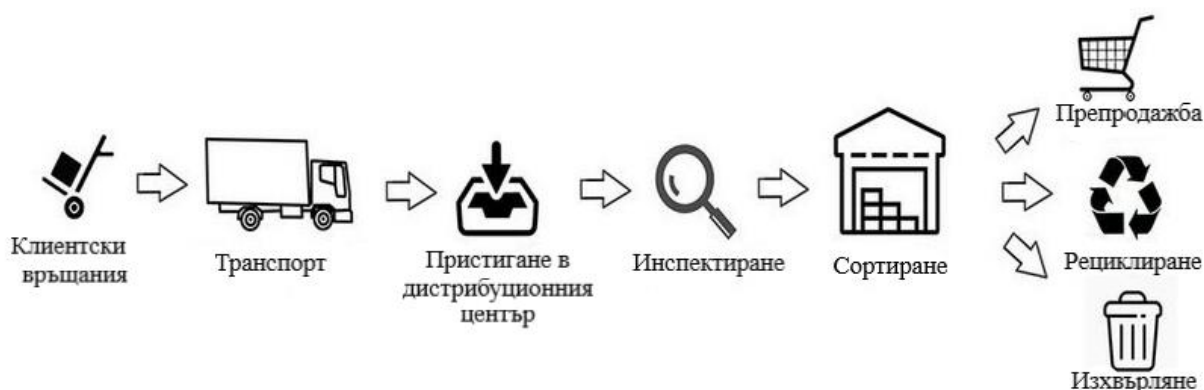 Клиентски
връщания
Транспорт
Пристигане в
дистрибуционния
център
Инспектиране
Сортиране
Препродажба
Рециклиране
Изхвърляне